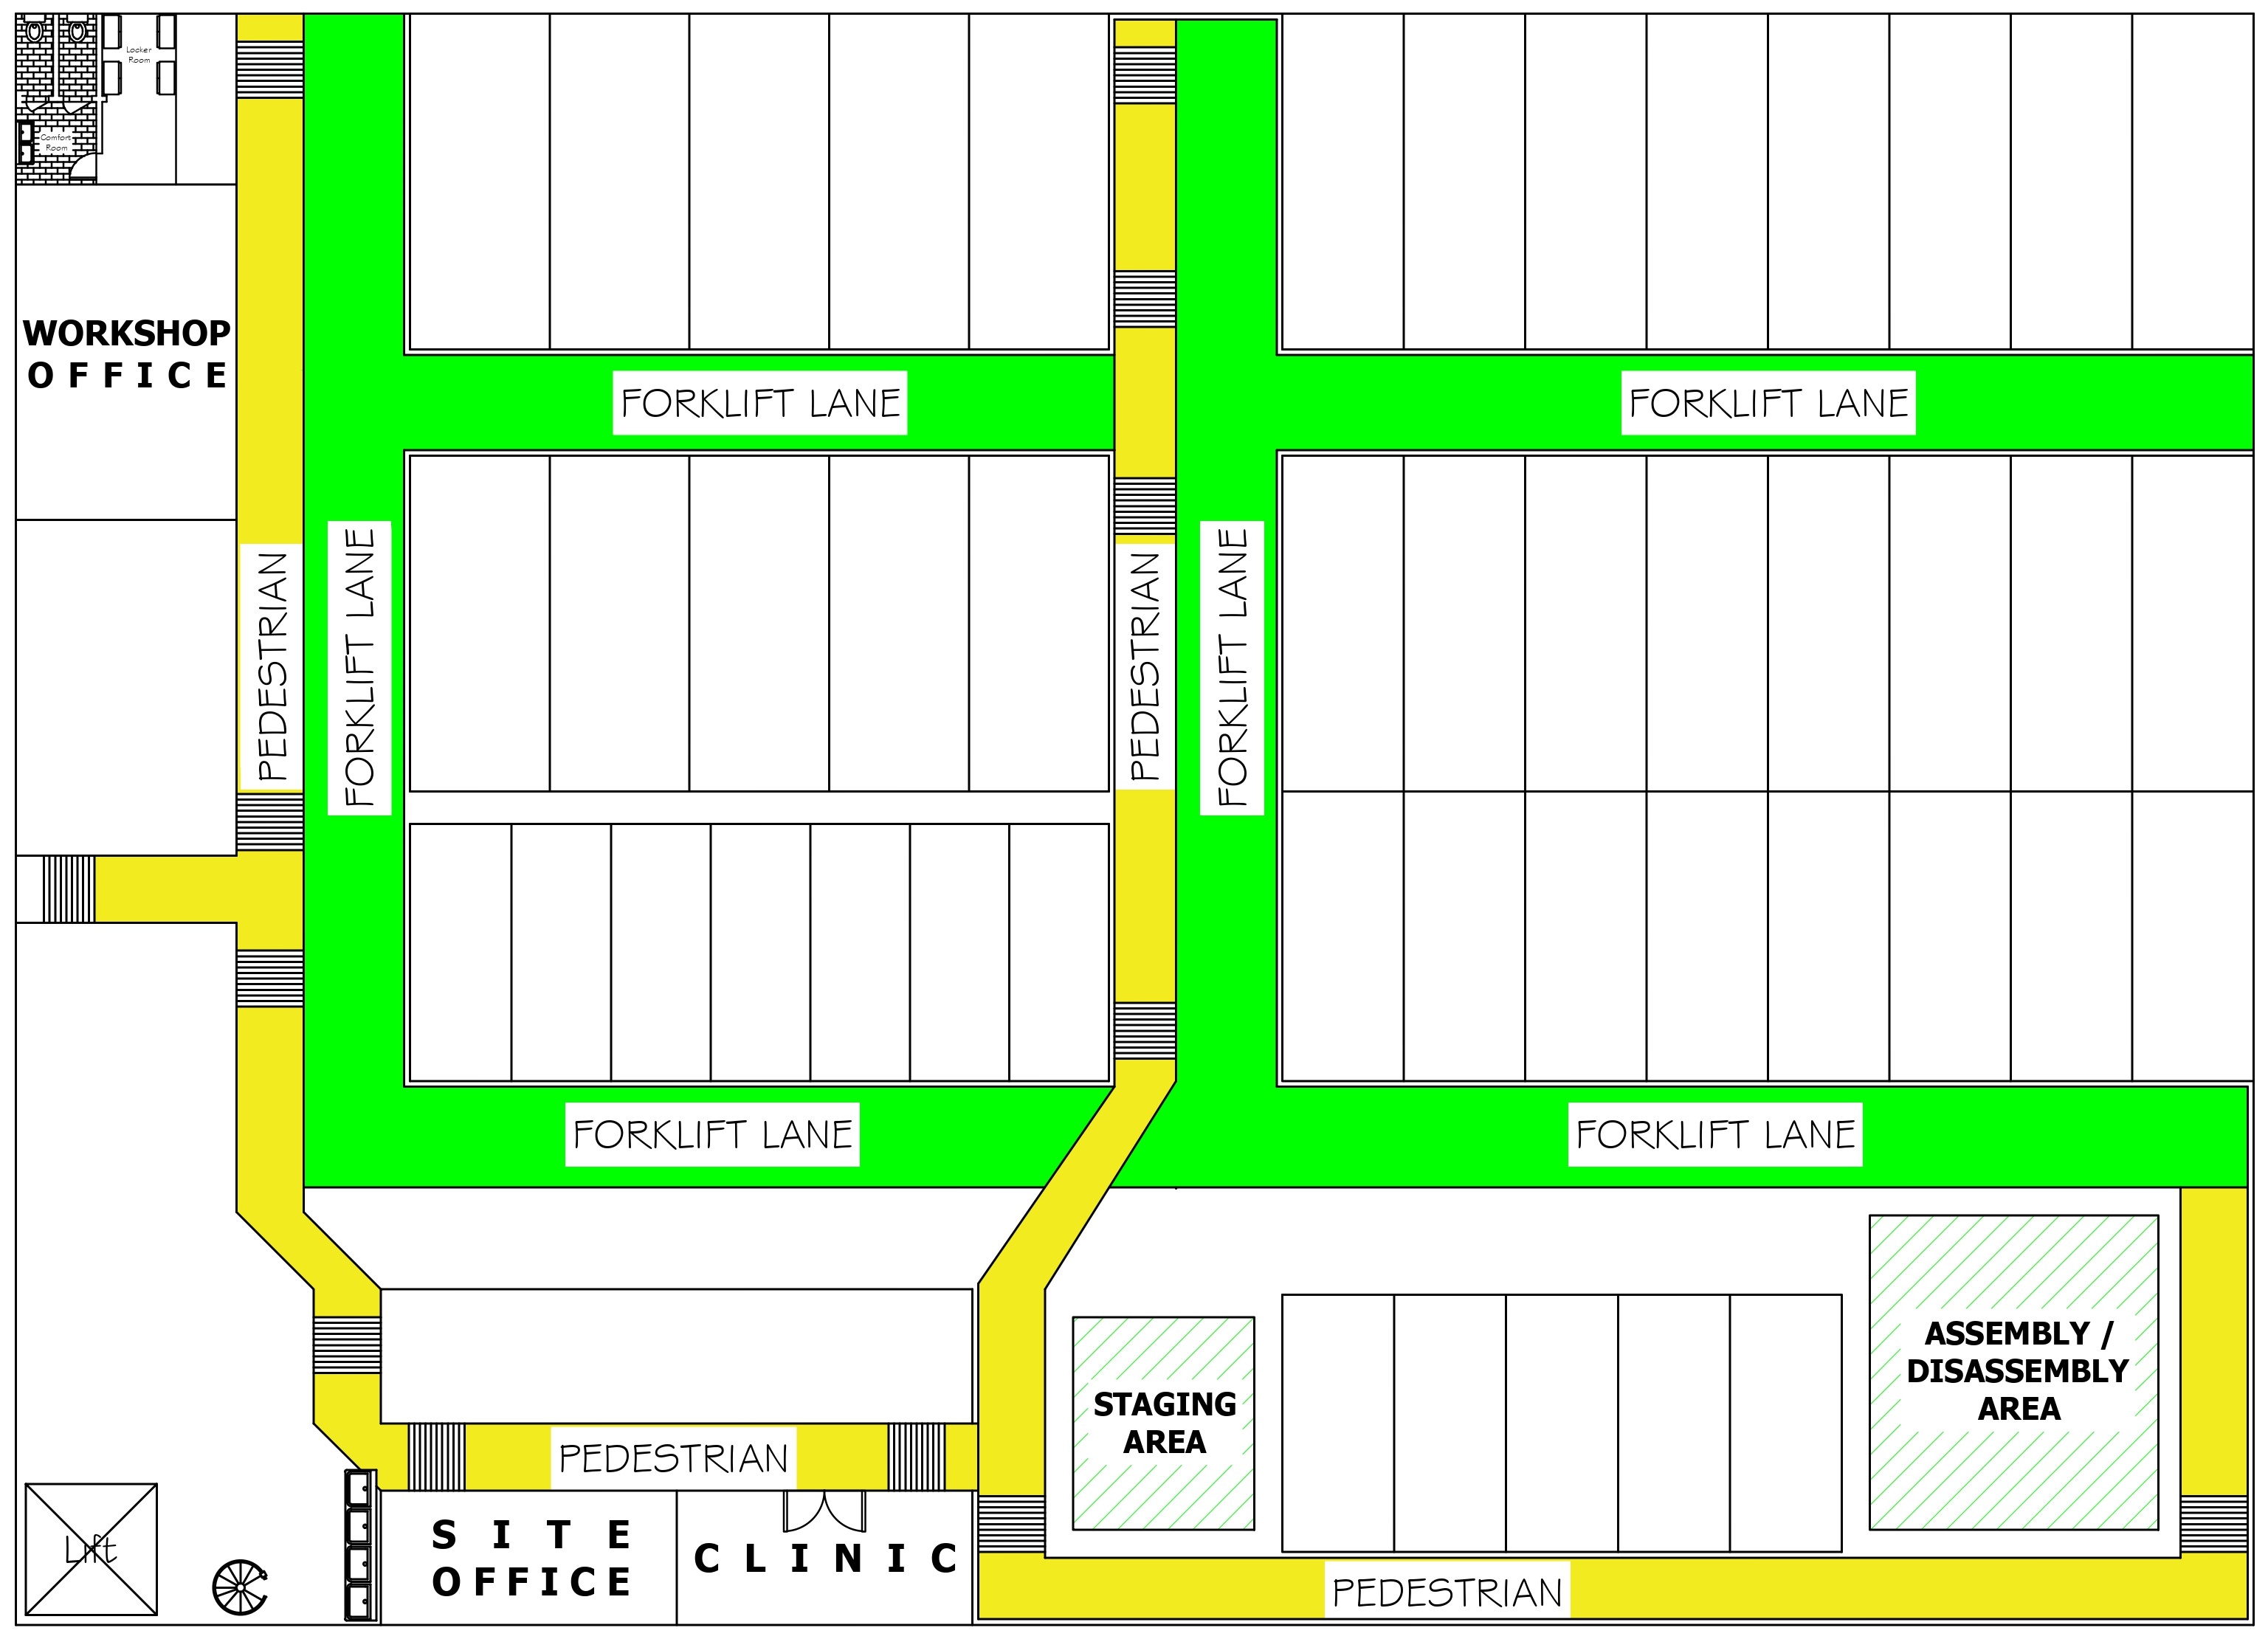 Locker
Room
Comfort
Room
WORKSHOP
OFFICE
FORKLIFT LANE
FORKLIFT LANE
PEDESTRIAN
FORKLIFT LANE
PEDESTRIAN
FORKLIFT LANE
FORKLIFT LANE
FORKLIFT LANE
ASSEMBLY /
DISASSEMBLY
AREA
STAGING
AREA
PEDESTRIAN
Lift
SITE
OFFICE
CLINIC
PEDESTRIAN